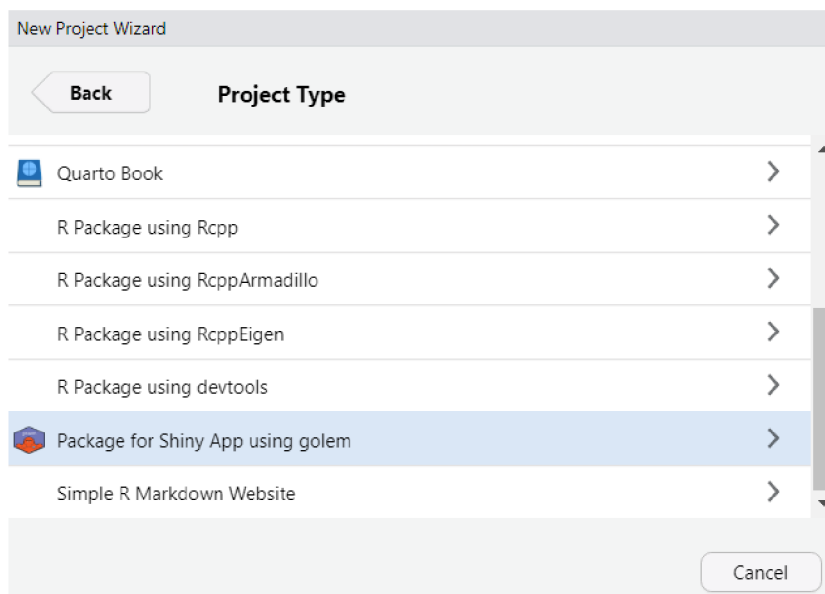 New Project Wizard
Back
Project Type
Quarto Book
R Package using Rcpp
R Package using RcppArmadillo
R Package using RcppEigen
R Package using devtools
Package for Shiny App using golem
Simple R Markdown Website
Cancel